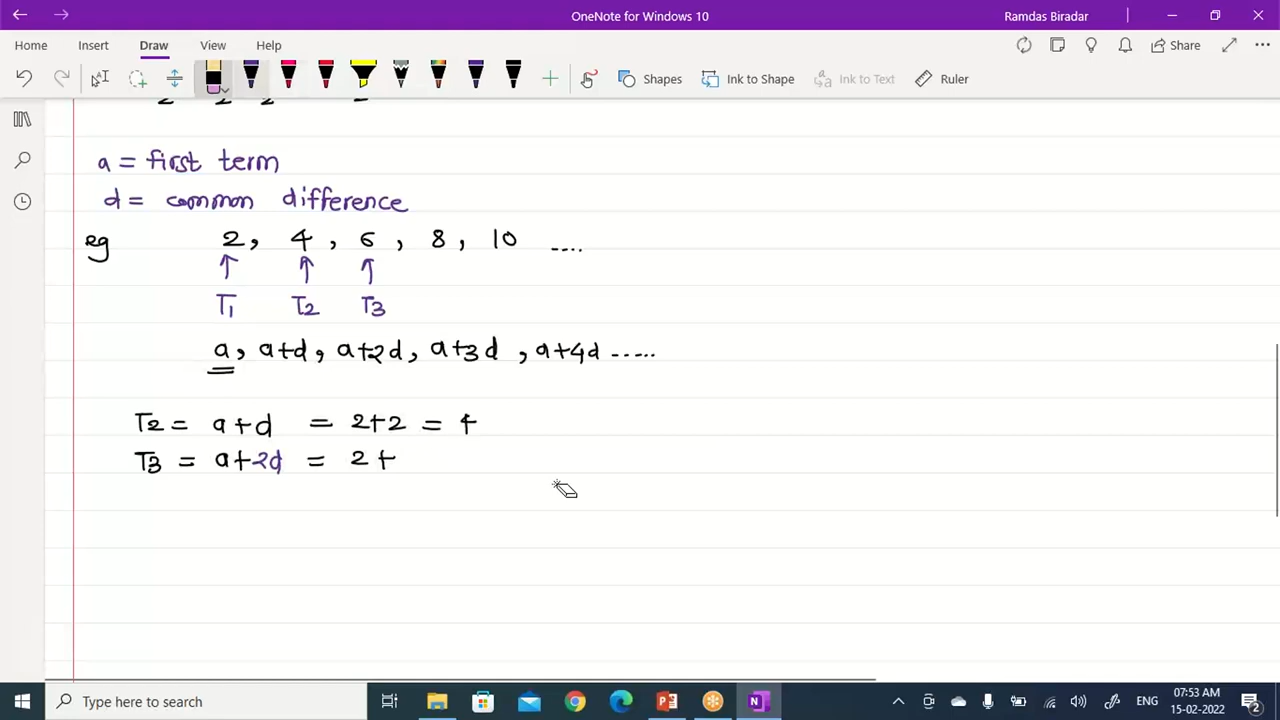 OneNote for Windows 10
Ramdas Biradar
Home Insert Draw View Help
Share
Shapes Ink to Shape Ink to Text Ruler
a = first term
d = common difference
eg 2, 4, 6, 8, 10 ....
T1 T2 T3
a, a+d, a+2d, a+3d, a+4d .....
T2 = a+d = 2+2 = 4
T3 = a+2d = 2+
Type here to search
ENG
07:53 AM
15-02-2022
2